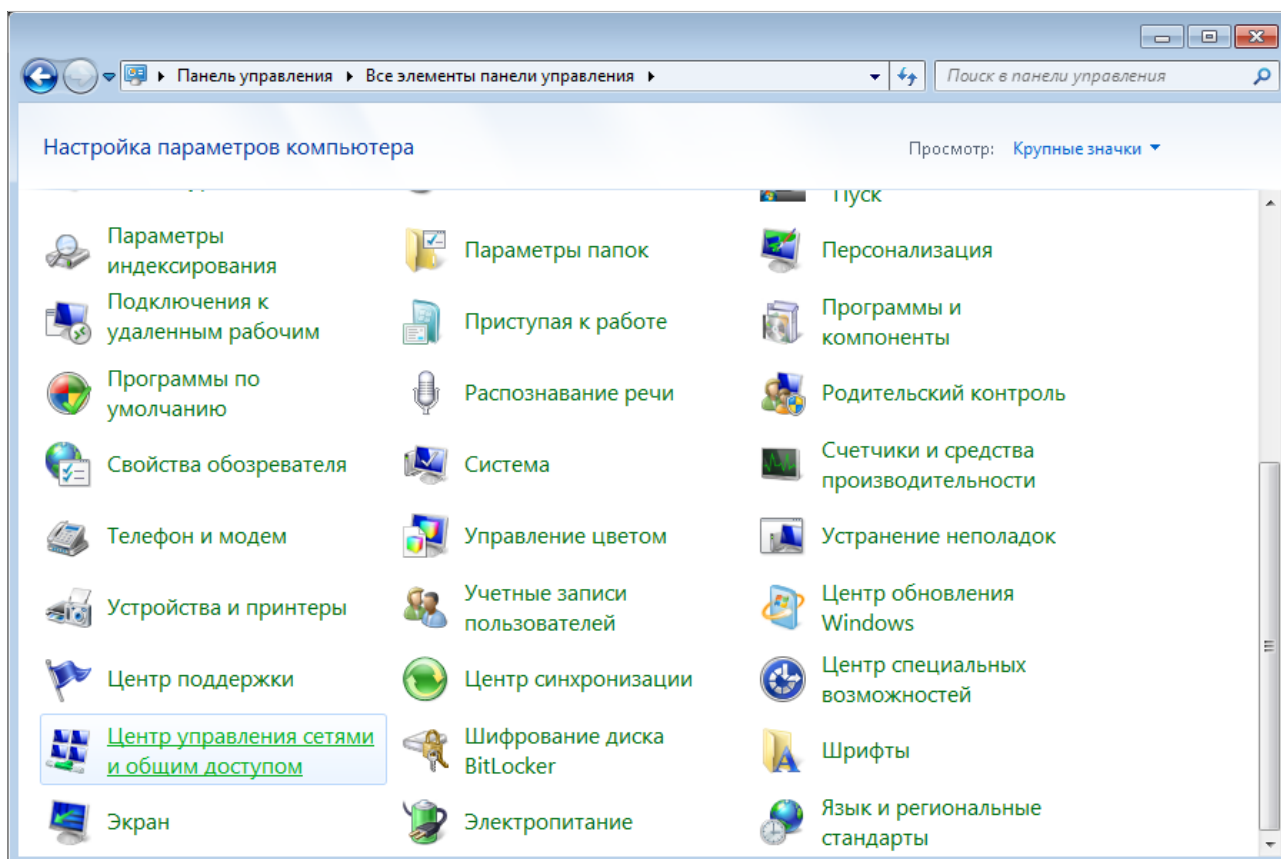 Панель управления Все элементы панели управления
Поиск в панели управления
Настройка параметров компьютера
Просмотр: Крупные значки
Пуск
Параметры
индексирования
Параметры папок
Персонализация
Подключения к
удаленным рабочим
Приступая к работе
Программы и
компоненты
Программы по
умолчанию
Распознавание речи
Родительский контроль
Свойства обозревателя
Система
Счетчики и средства
производительности
Телефон и модем
Управление цветом
Устранение неполадок
Устройства и принтеры
Учетные записи
пользователей
Центр обновления
Windows
Центр поддержки
Центр синхронизации
Центр специальных
возможностей
Центр управления сетями
и общим доступом
Шифрование диска
BitLocker
Шрифты
Экран
Электропитание
Язык и региональные
стандарты